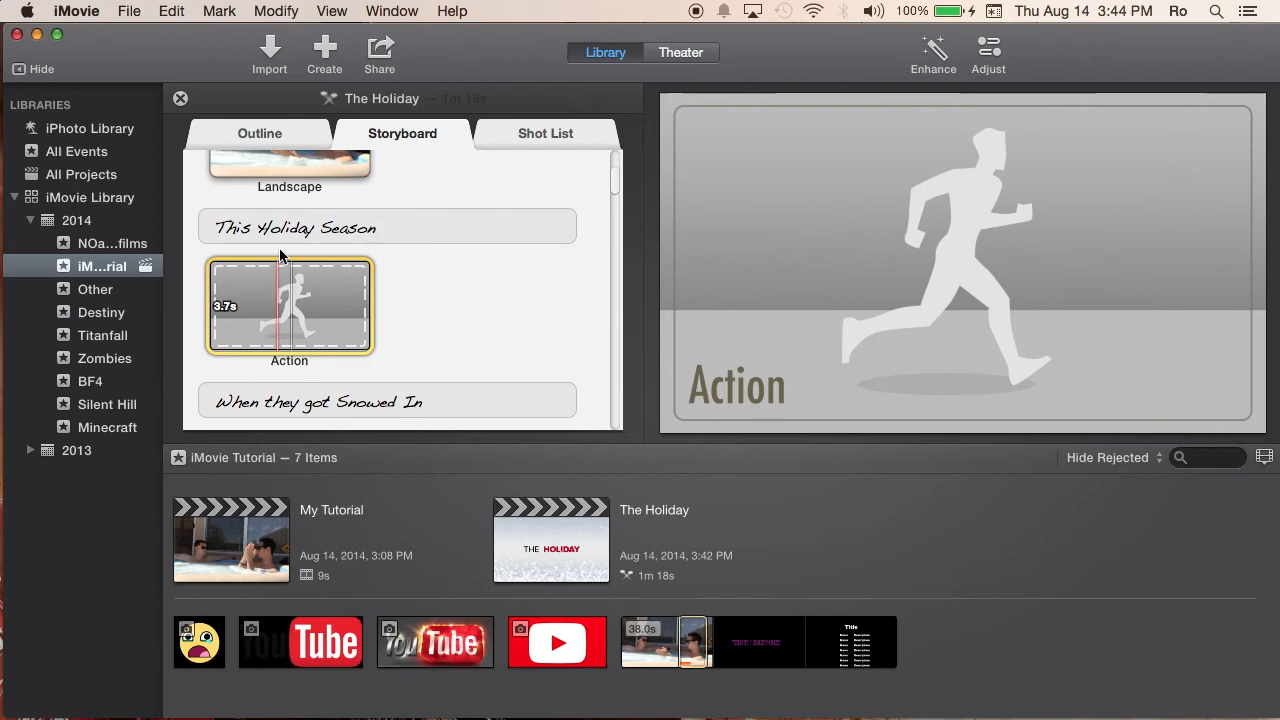 iMovie File Edit Mark Modify View Window Help 100% Thu Aug 14 3:44 PM Ro
Hide Import Create Share Library Theater Enhance Adjust
LIBRARIES
iPhoto Library
All Events
All Projects
iMovie Library
2014
NOa...films
iM...rial
Other
Destiny
Titanfall
Zombies
BF4
Silent Hill
Minecraft
2013
The Holiday — 1m 18s
Outline Storyboard Shot List
Landscape
This Holiday Season
3.7s
Action
When they got Snowed In
Action
iMovie Tutorial — 7 Items Hide Rejected
My Tutorial
Aug 14, 2014, 3:08 PM
9s
THE HOLIDAY
The Holiday
Aug 14, 2014, 3:42 PM
1m 18s
You Tube
You Tube
38.0s
Title